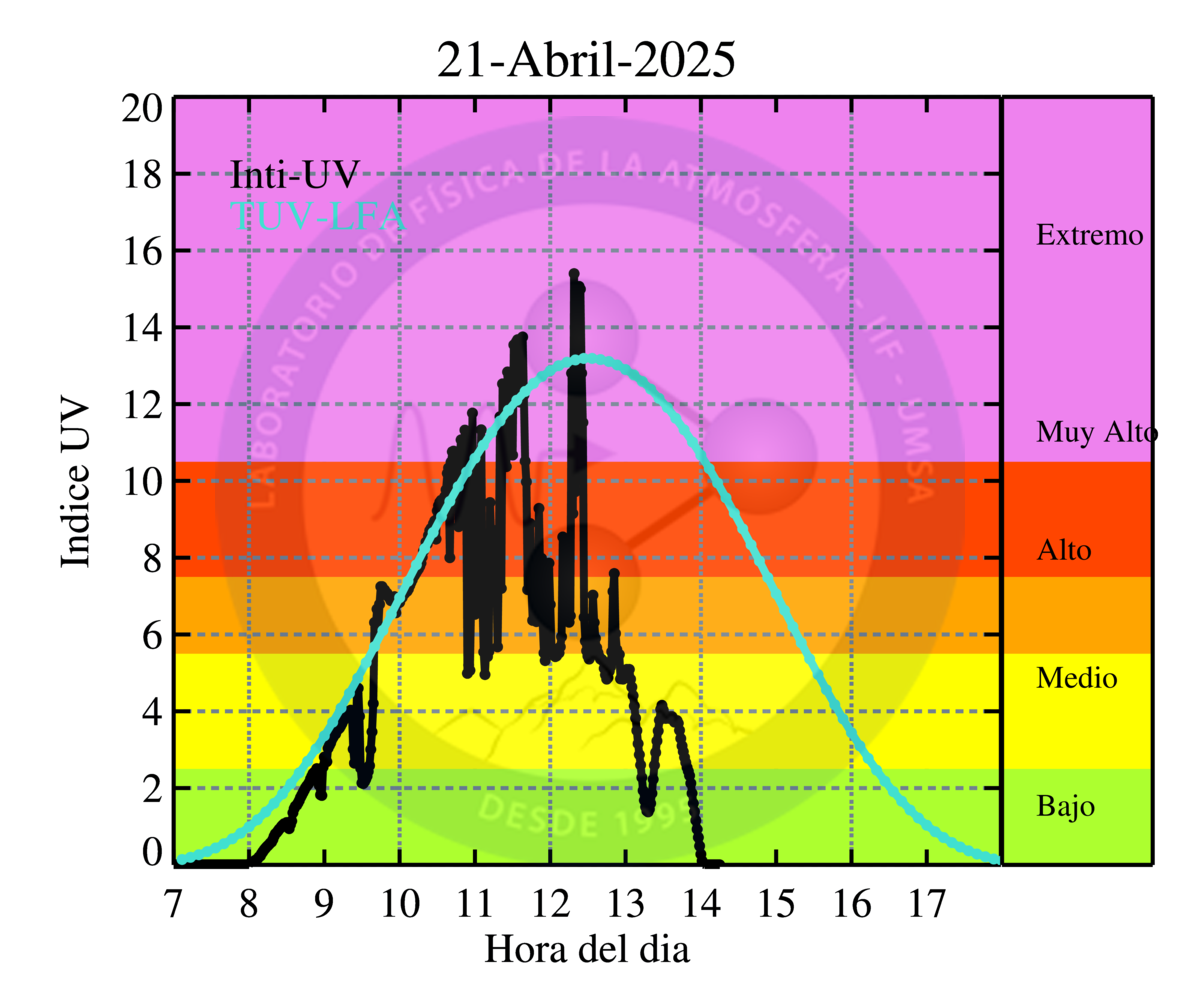 21-Abril-2025
20
18
16
14
12
10
8
6
4
2
0
Indice UV
Inti-UV
TUV-LFA
LABORATORIO DE FÍSICA DE LA ATMÓSFERA - IIF - UMSA
DESDE 1995
Extremo
Muy Alto
Alto
Medio
Bajo
7 8 9 10 11 12 13 14 15 16 17
Hora del dia